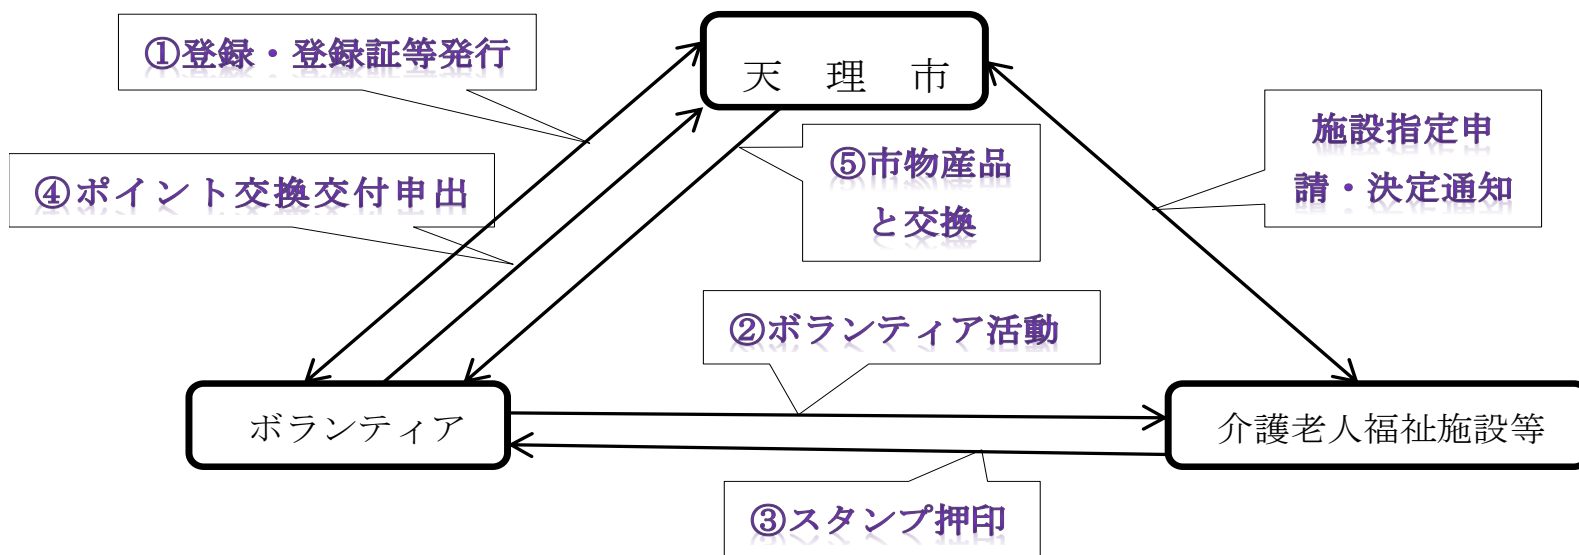 ①登録・登録証等発行
天　理　市
施設指定申
請・決定通知
④ポイント交換交付申出
⑤市物産品
と交換
②ボランティア活動
ボランティア
介護老人福祉施設等
③スタンプ押印